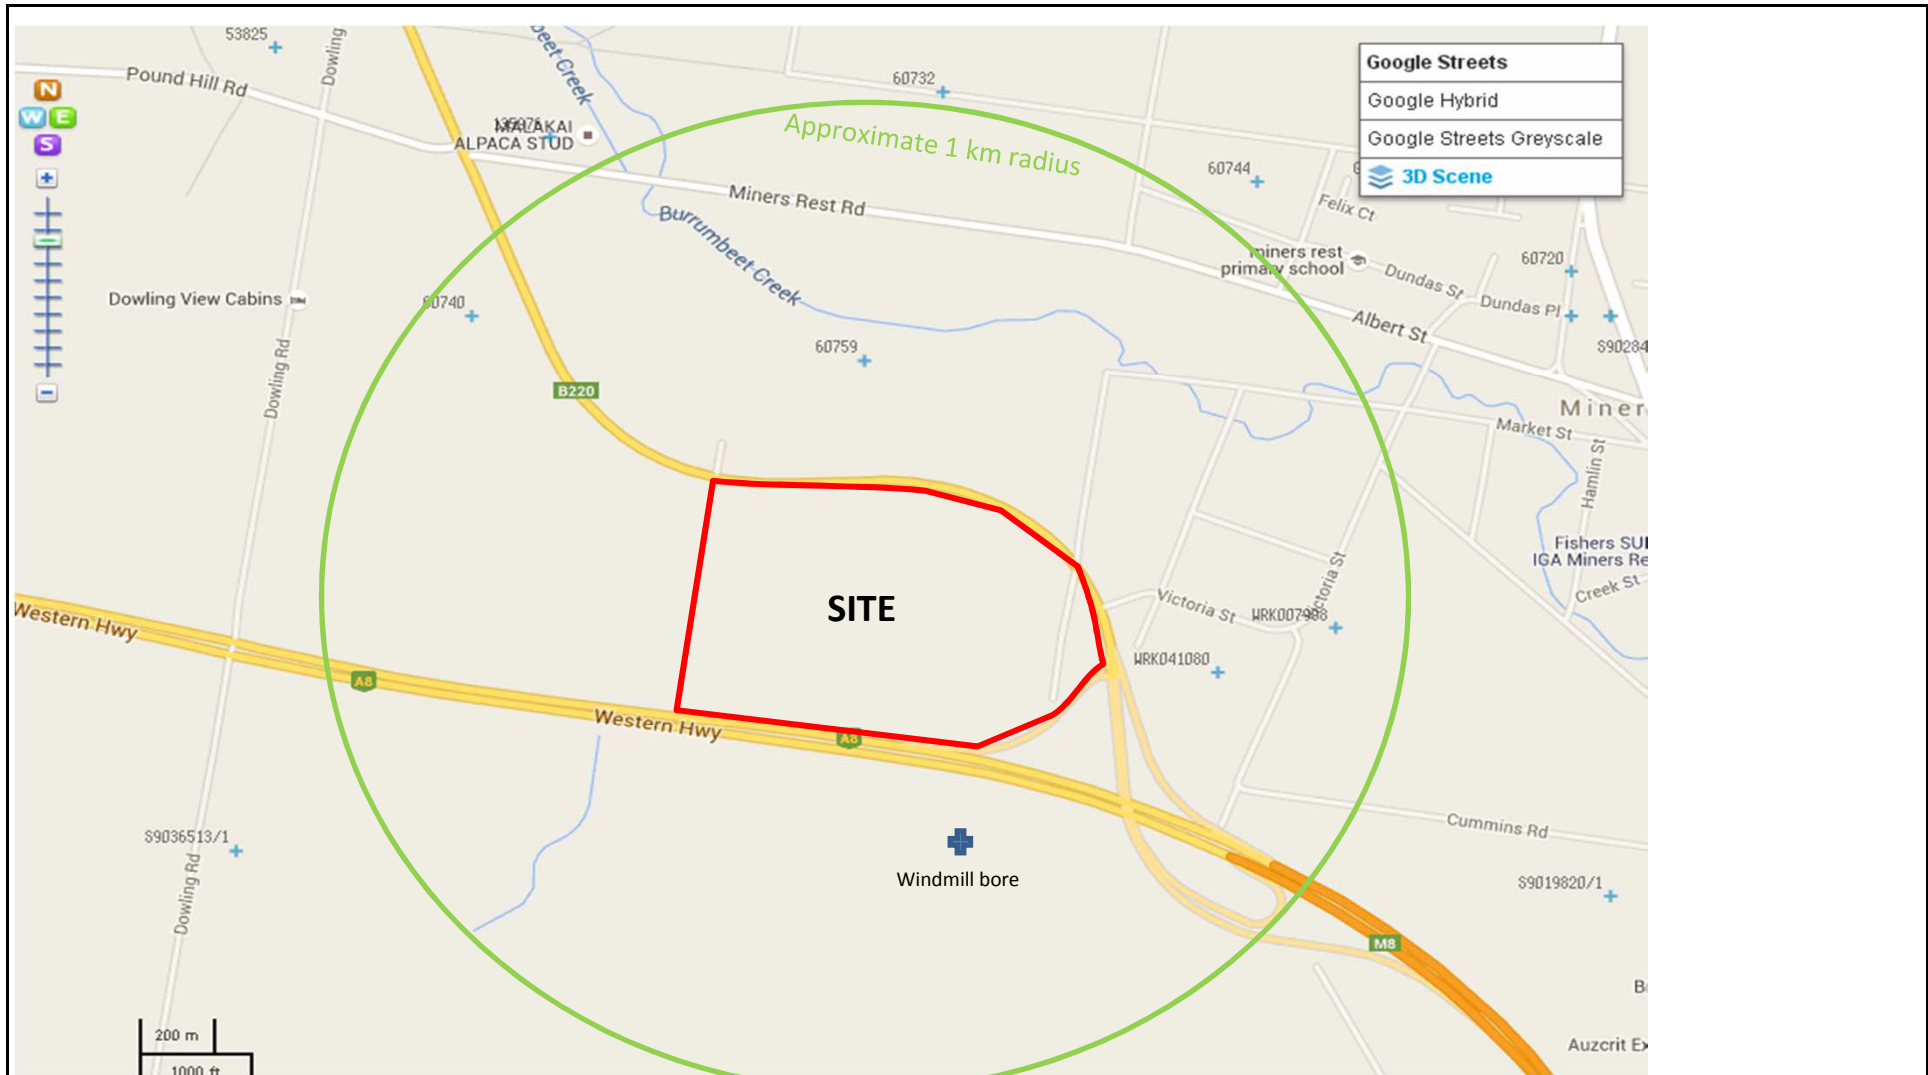 53825
Dowling
beet Creek
Google Streets
Google Hybrid
Google Streets Greyscale
3D Scene
Pound Hill Rd
60732
N
W E
S
MALAKAI
ALPACA STUD
Approximate 1 km radius
60744
Miners Rest Rd
Felix Ct
Burrumbeet Creek
miners rest
primary school
Dundas St
60720
Dundas Pl
Dowling View Cabins
60740
Albert St
60759
S90284
Dowling Rd
B220
Miner
Market St
Hamlin St
Fishers SU
IGA Miners Re
Creek St
Western Hwy
SITE
Victoria St
WRK007988
Victoria St
WRK041080
A8
Western Hwy
A8
Cummins Rd
S9036513/1
Dowling Rd
Windmill bore
S9019820/1
M8
B
200 m
Auzcrit Ex
1000 ft